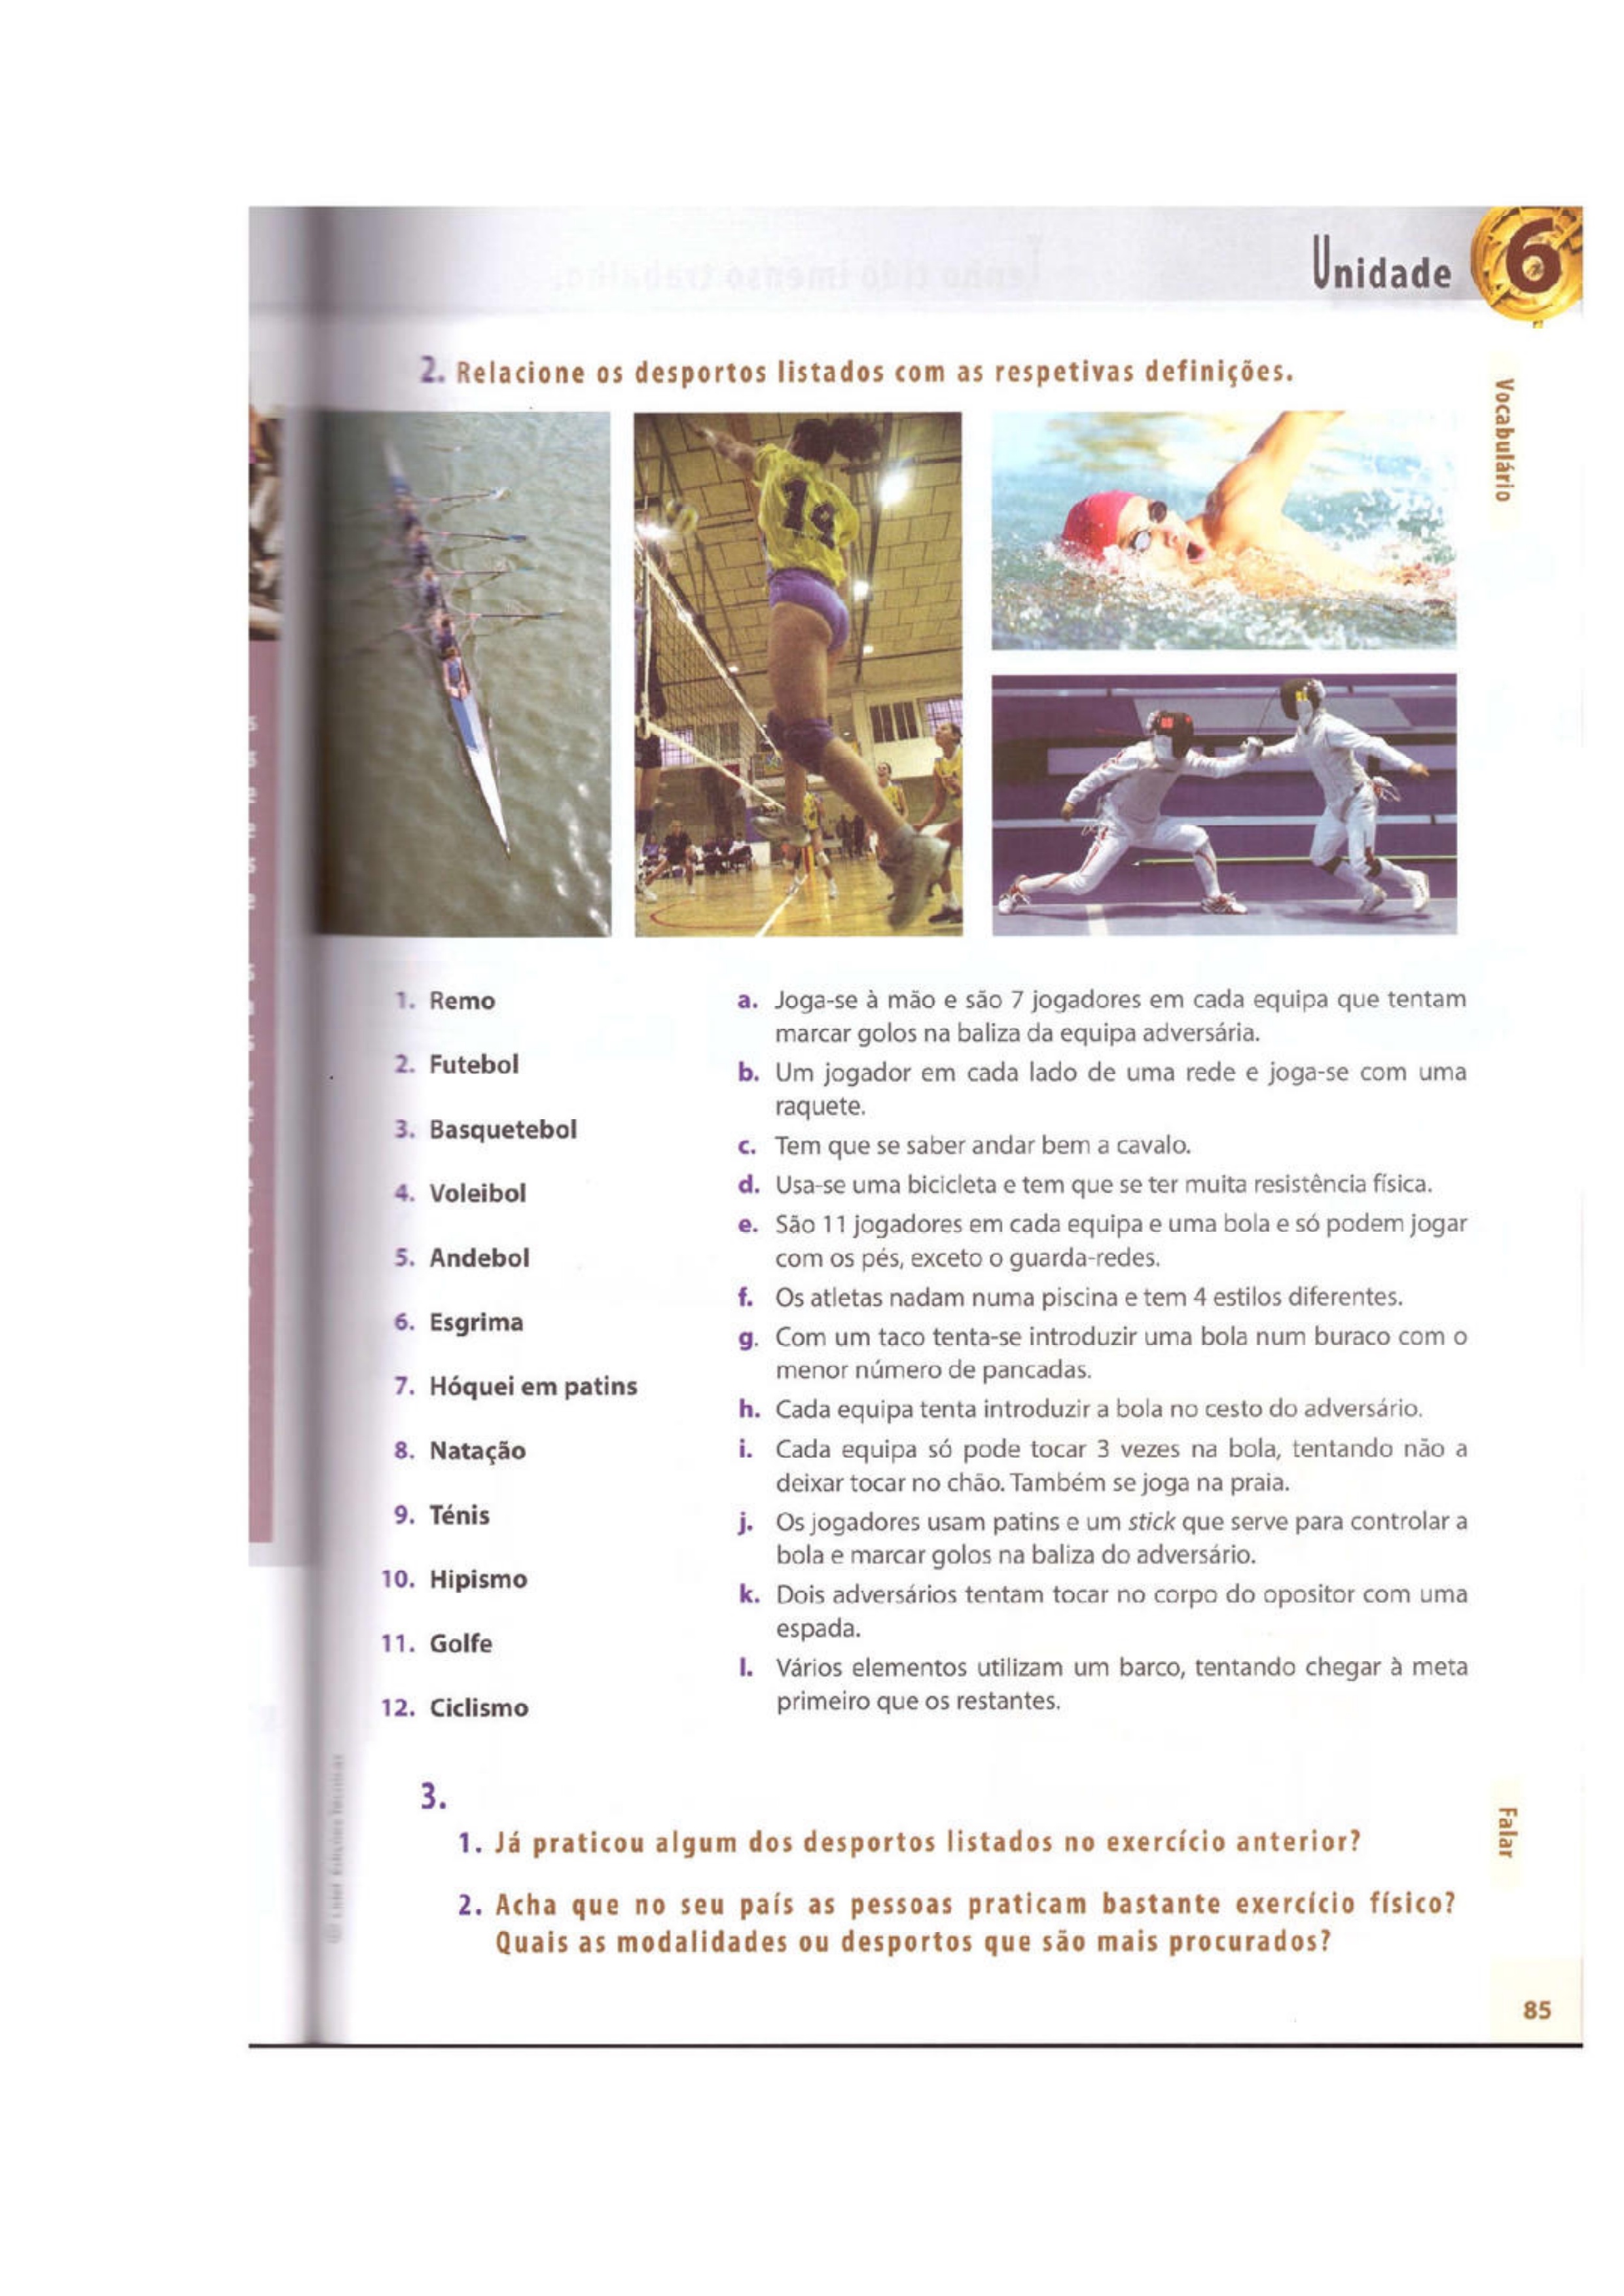 Unidade 6
2. Relacione os desportos listados com as respetivas definições.
Vocabulário
1. Remo
2. Futebol
3. Basquetebol
4. Voleibol
5. Andebol
6. Esgrima
7. Hóquei em patins
8. Natação
9. Ténis
10. Hipismo
11. Golfe
12. Ciclismo
a. Joga-se à mão e são 7 jogadores em cada equipa que tentam
marcar golos na baliza da equipa adversária.
b. Um jogador em cada lado de uma rede e joga-se com uma
raquete.
c. Tem que se saber andar bem a cavalo.
d. Usa-se uma bicicleta e tem que se ter muita resistência física.
e. São 11 jogadores em cada equipa e uma bola e só podem jogar
com os pés, exceto o guarda-redes.
f. Os atletas nadam numa piscina e tem 4 estilos diferentes.
g. Com um taco tenta-se introduzir uma bola num buraco com o
menor número de pancadas.
h. Cada equipa tenta introduzir a bola no cesto do adversário.
i. Cada equipa só pode tocar 3 vezes na bola, tentando não a
deixar tocar no chão. Também se joga na praia.
j. Os jogadores usam patins e um stick que serve para controlar a
bola e marcar golos na baliza do adversário.
k. Dois adversários tentam tocar no corpo do opositor com uma
espada.
l. Vários elementos utilizam um barco, tentando chegar à meta
primeiro que os restantes.
3.
1. Já praticou algum dos desportos listados no exercício anterior?
2. Acha que no seu país as pessoas praticam bastante exercício físico?
Quais as modalidades ou desportos que são mais procurados?
Falar
85